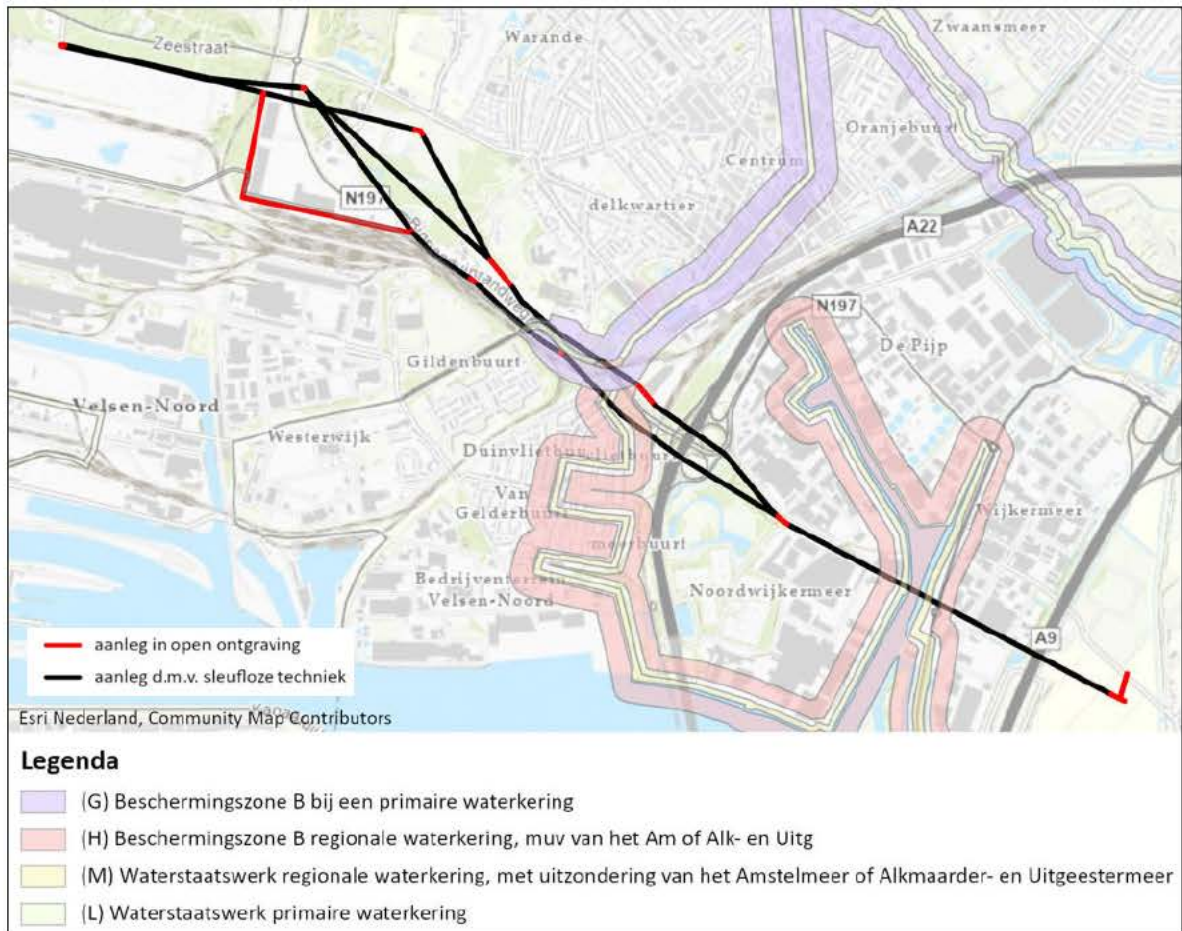 Zeestraat
Warande
Zwaansmeer
Oranjebuurt
Centrum
N197
delkwartier
A22
N197
De Pijp
Gildenbuurt
Velsen-Noord
Westerwijk
Duinvlietbuu
Van
Gelderbuurt
meerbuurt
Wijkermeer
Bedrijventerrein
Velsen-Noord
Noordwijkermeer
A9
aanleg in open ontgraving
aanleg d.m.v. sleufloze techniek
Esri Nederland, Community Map Contributors
Legenda
(G) Beschermingszone B bij een primaire waterkering
(H) Beschermingszone B regionale waterkering, muv van het Am of Alk- en Uitg
(M) Waterstaatswerk regionale waterkering, met uitzondering van het Amstelmeer of Alkmaarder- en Uitgeestermeer
(L) Waterstaatswerk primaire waterkering